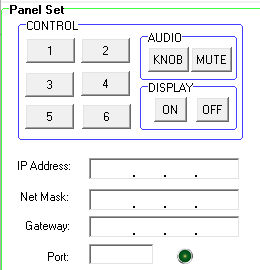 Panel Set
CONTROL
AUDIO
1 2 KNOB MUTE
3 4
DISPLAY
5 6 ON OFF
IP Address: . . .
Net Mask: . . .
Gateway: . . .
Port: